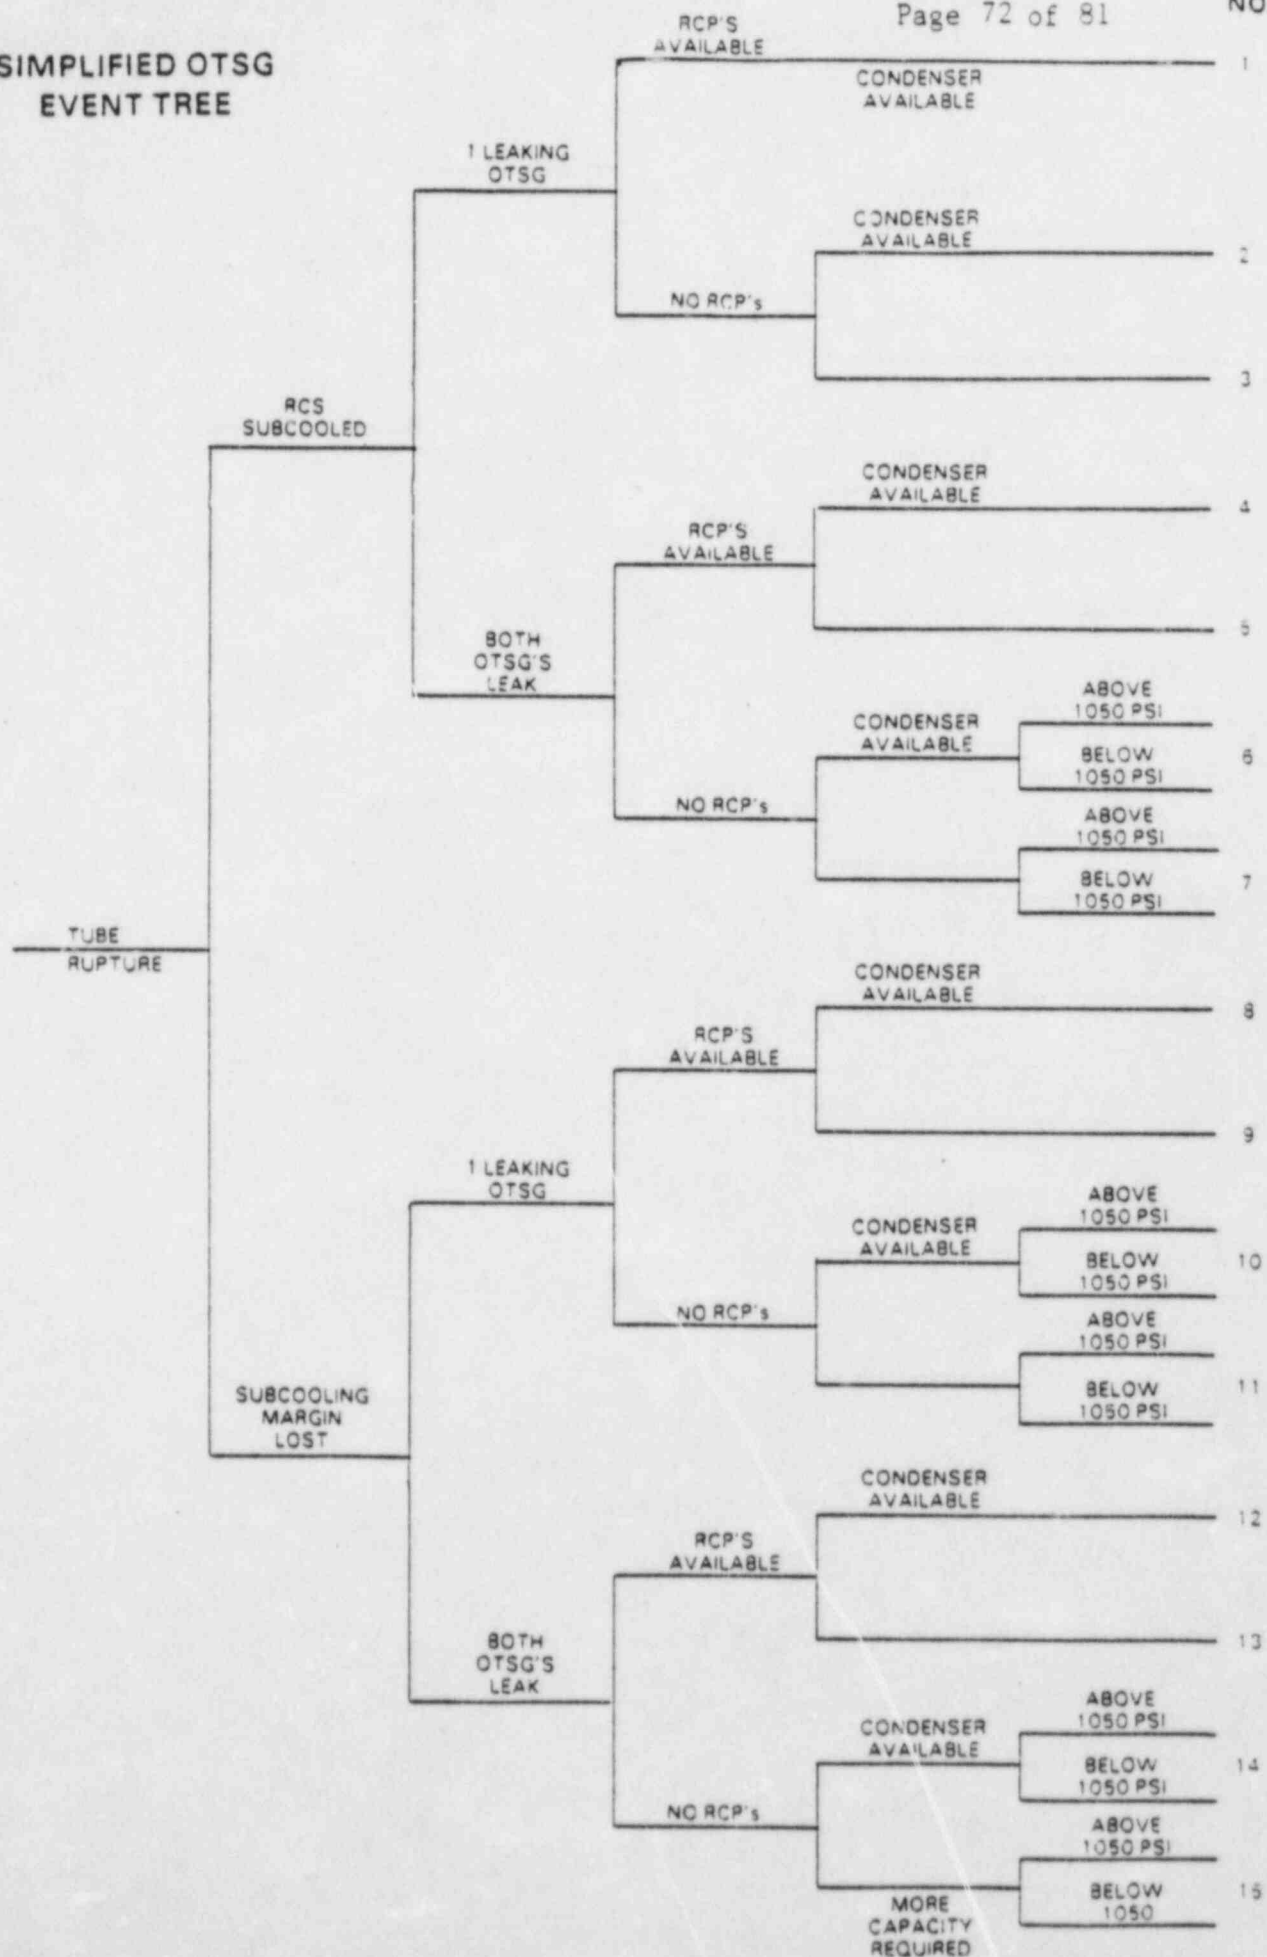 Page 72 of 81
NO
SIMPLIFIED OTSG
EVENT TREE
RCP'S
AVAILABLE
1
CONDENSER
AVAILABLE
1 LEAKING
OTSG
CONDENSER
AVAILABLE
2
NO RCP's
3
RCS
SUBCOOLED
CONDENSER
AVAILABLE
4
RCP'S
AVAILABLE
5
BOTH
OTSG'S
LEAK
ABOVE
1050 PSI
CONDENSER
AVAILABLE
6
BELOW
1050 PSI
NO RCP's
ABOVE
1050 PSI
BELOW
1050 PSI
7
TUBE
RUPTURE
CONDENSER
AVAILABLE
8
RCP'S
AVAILABLE
9
1 LEAKING
OTSG
ABOVE
1050 PSI
CONDENSER
AVAILABLE
BELOW
1050 PSI
10
NO RCP's
ABOVE
1050 PSI
BELOW
1050 PSI
11
SUBCOOLING
MARGIN
LOST
CONDENSER
AVAILABLE
12
RCP'S
AVAILABLE
13
BOTH
OTSG'S
LEAK
ABOVE
1050 PSI
CONDENSER
AVAILABLE
BELOW
1050 PSI
14
NO RCP's
ABOVE
1050 PSI
BELOW
1050
15
MORE
CAPACITY
REQUIRED